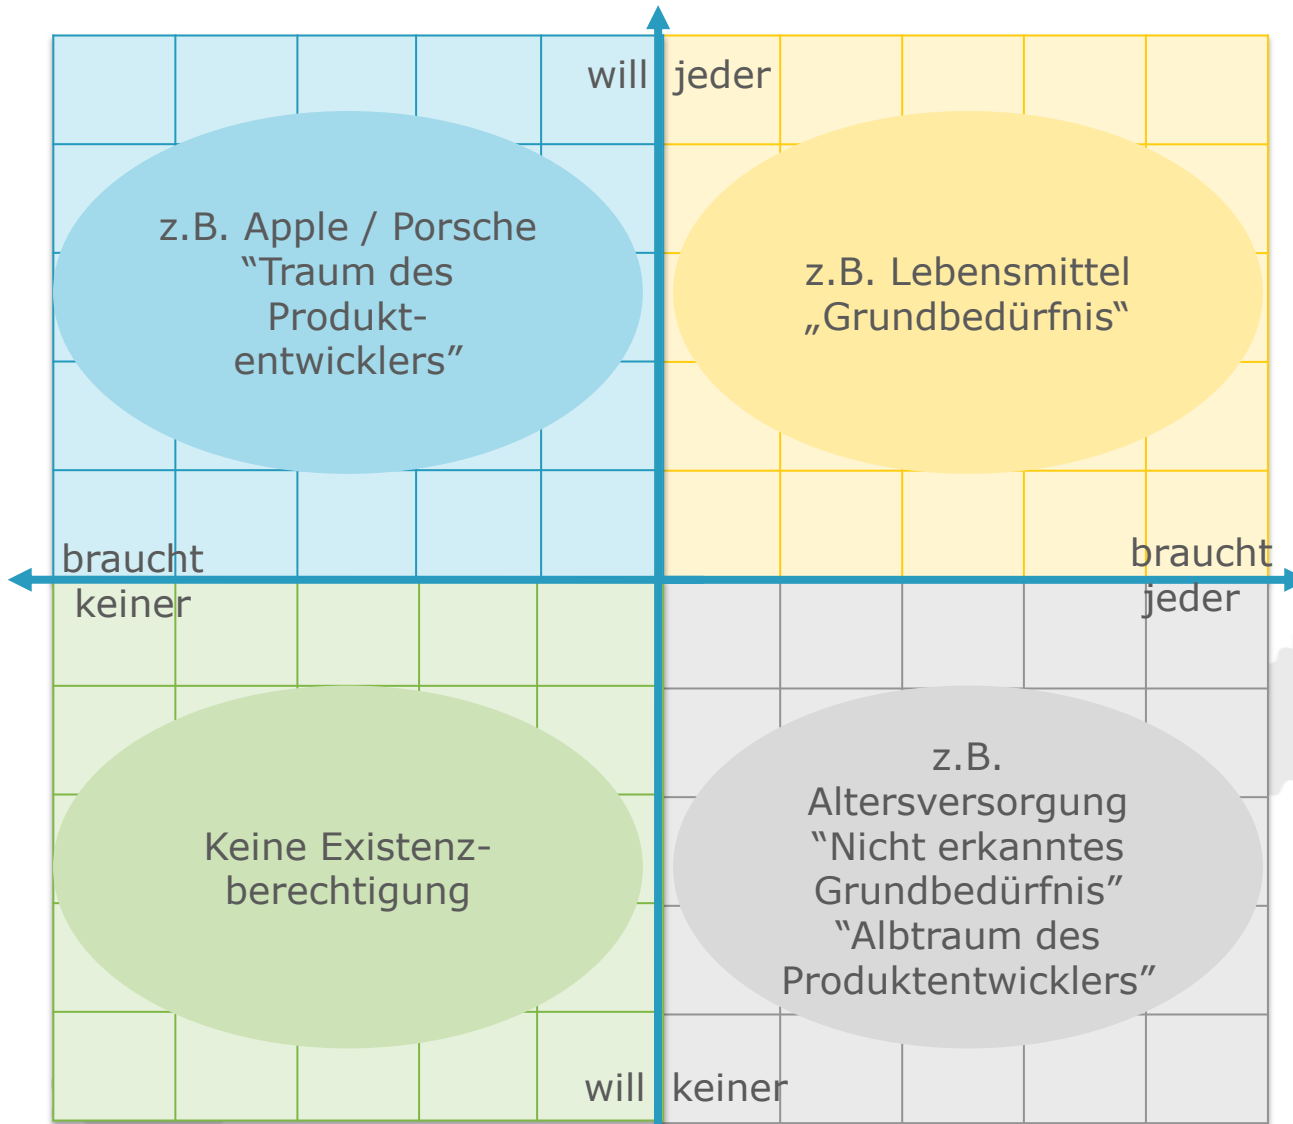 will jeder
z.B. Apple / Porsche
“Traum des
Produkt-
entwicklers”
z.B. Lebensmittel
„Grundbedürfnis“
braucht
keiner
braucht
jeder
Keine Existenz-
berechtigung
z.B.
Altersversorgung
“Nicht erkanntes
Grundbedürfnis”
“Albtraum des
Produktentwicklers”
will keiner